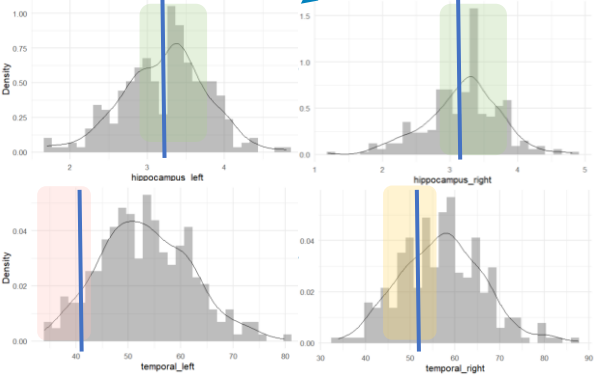 1.00
0.75
0.50
0.25
0.00
Density
2 3 4
hippocampus_left
1.5
1.0
0.5
0.0
1 2 3 4 5
hippocampus_right
0.04
0.02
0.00
Density
40 50 60 70 80
temporal_left
0.04
0.02
0.00
30 40 50 60 70 80 90
temporal_right